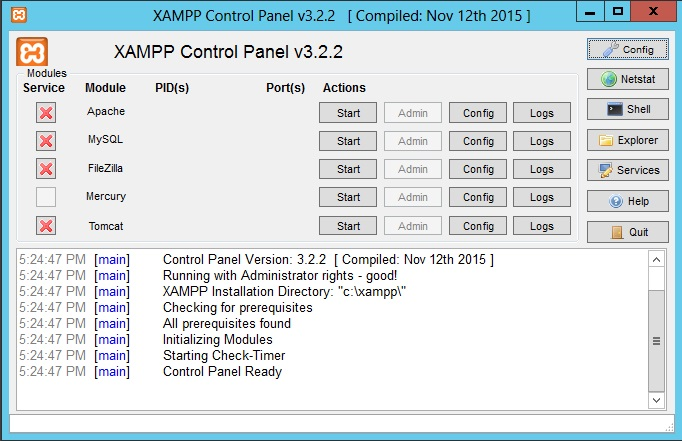 XAMPP Control Panel v3.2.2 [ Compiled: Nov 12th 2015 ]
XAMPP Control Panel v3.2.2
Config
Modules
Service Module PID(s) Port(s) Actions
Netstat
Apache Start Admin Config Logs
Shell
MySQL Start Admin Config Logs
Explorer
FileZilla Start Admin Config Logs
Services
Mercury Start Admin Config Logs
Help
Tomcat Start Admin Config Logs
Quit
5:24:47 PM [main] Control Panel Version: 3.2.2 [ Compiled: Nov 12th 2015 ]
5:24:47 PM [main] Running with Administrator rights - good!
5:24:47 PM [main] XAMPP Installation Directory: "c:\xampp\"
5:24:47 PM [main] Checking for prerequisites
5:24:47 PM [main] All prerequisites found
5:24:47 PM [main] Initializing Modules
5:24:47 PM [main] Starting Check-Timer
5:24:47 PM [main] Control Panel Ready